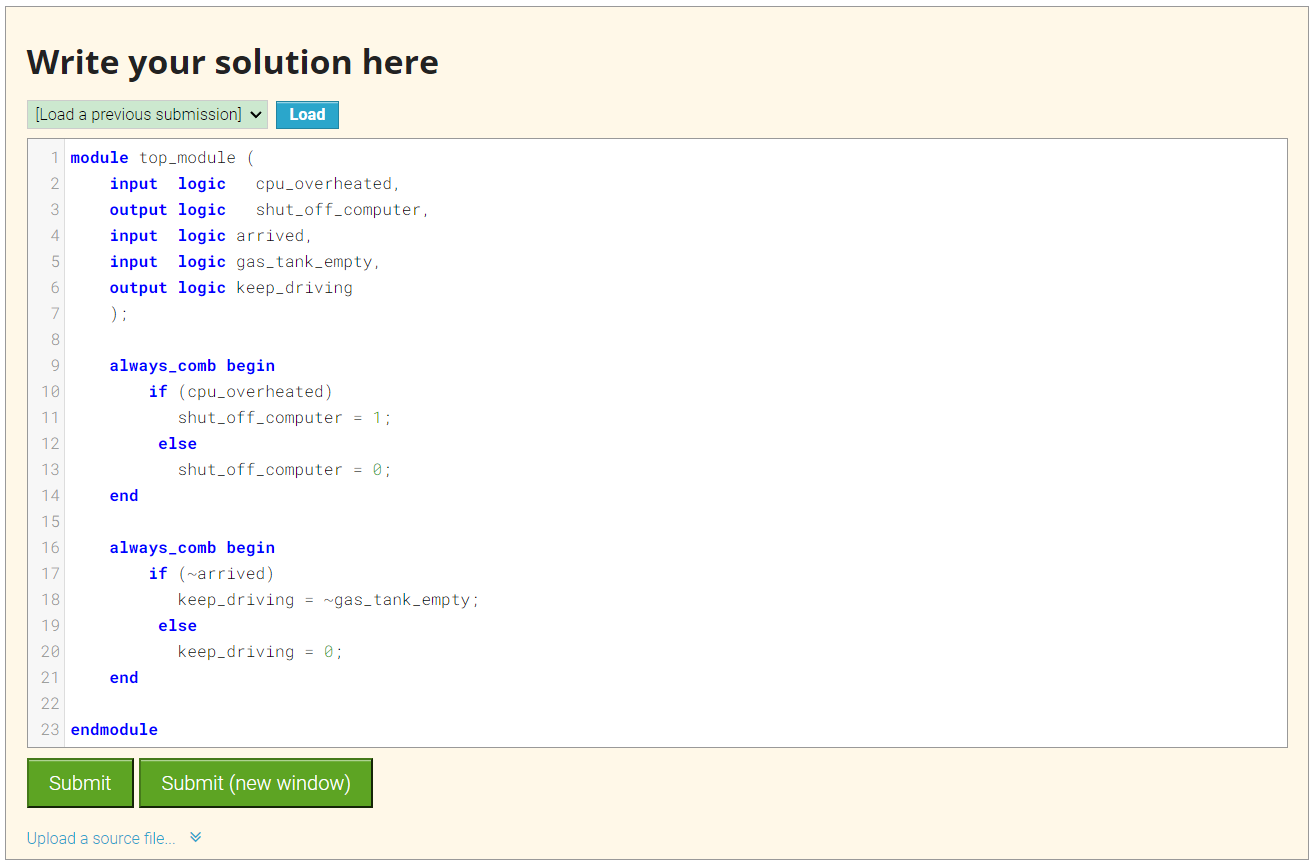 Write your solution here
[Load a previous submission] Load
1 module top_module (
2     input  logic   cpu_overheated,
3     output logic   shut_off_computer,
4     input  logic arrived,
5     input  logic gas_tank_empty,
6     output logic keep_driving
7     );
8
9     always_comb begin
10         if (cpu_overheated)
11            shut_off_computer = 1;
12          else
13            shut_off_computer = 0;
14     end
15
16     always_comb begin
17         if (~arrived)
18            keep_driving = ~gas_tank_empty;
19          else
20            keep_driving = 0;
21     end
22
23 endmodule
Submit Submit (new window)
Upload a source file...